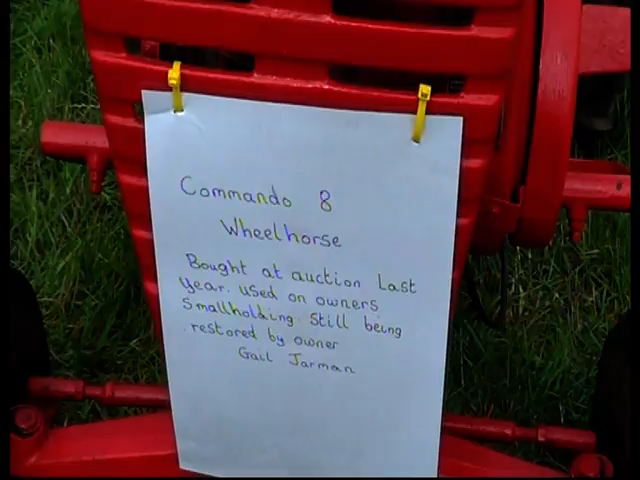 Commando 8
Wheelhorse
Bought at auction Last
year. used on owners
Smallholding. Still being
restored by owner
Gail Jarman